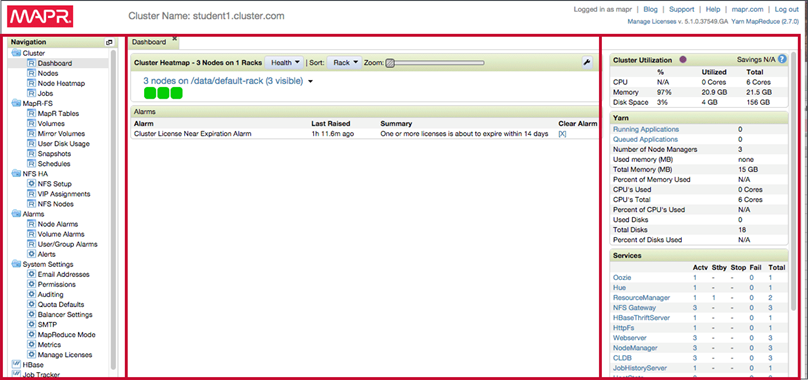 MAPR.
Cluster Name: student1.cluster.com
Logged in as mapr | Blog | Support | Help | mapr.com | Log out
Manage Licenses v. 5.1.0.37549.GA Yarn MapReduce (2.7.0)
Navigation
Cluster
Dashboard
Nodes
Node Heatmap
Jobs
MapR-FS
MapR Tables
Volumes
Mirror Volumes
User Disk Usage
Snapshots
Schedules
NFS HA
NFS Setup
VIP Assignments
NFS Nodes
Alarms
Node Alarms
Volume Alarms
User/Group Alarms
Alerts
System Settings
Email Addresses
Permissions
Auditing
Quota Defaults
Balancer Settings
SMTP
MapReduce Mode
Metrics
Manage Licenses
HBase
Job Tracker
Dashboard
Cluster Heatmap - 3 Nodes on 1 Racks Health | Sort: Rack Zoom:
3 nodes on /data/default-rack (3 visible)
Alarms
Alarm Last Raised Summary Clear Alarm
Cluster License Near Expiration Alarm 1h 11.6m ago One or more licenses is about to expire within 14 days [X]
Cluster Utilization Savings N/A
% Utilized Total
CPU N/A 0 Cores 6 Cores
Memory 97% 20.9 GB 21.5 GB
Disk Space 3% 4 GB 156 GB
Yarn
Running Applications 0
Queued Applications 0
Number of Node Managers 3
Used memory (MB) none
Total Memory (MB) 15 GB
Percent of Memory Used N/A
CPU's Used 0 Cores
CPU's Total 6 Cores
Percent of CPU's Used N/A
Used Disks 0
Total Disks 18
Percent of Disks Used N/A
Services
Actv Stby Stop Fail Total
Oozie 1 - - 0 1
Hue 1 - - 0 1
ResourceManager 1 1 - 0 2
NFS Gateway 3 - - 0 3
HBaseThriftServer 1 - - 0 1
HttpFs 1 - - 0 1
Webserver 3 - - 0 3
NodeManager 3 - - 0 3
CLDB 3 - - 0 3
JobHistoryServer 1 - - 0 1